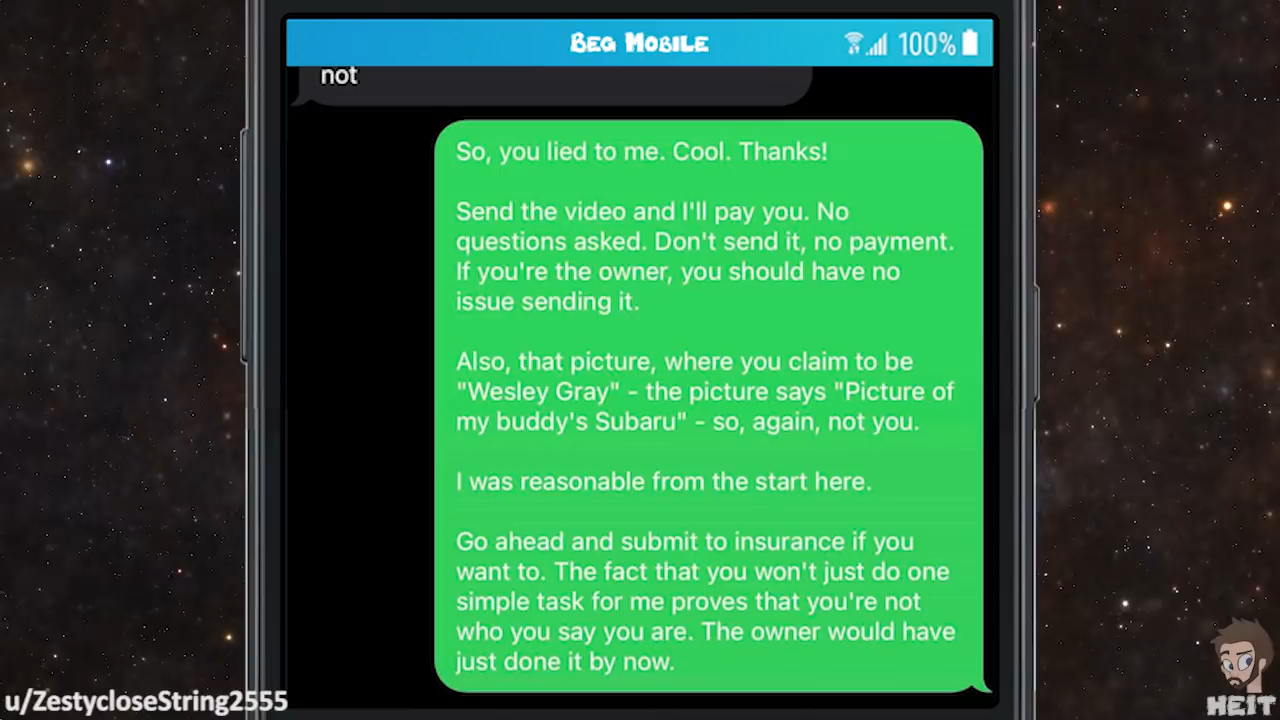 BEG MOBILE
100%
not
So, you lied to me. Cool. Thanks!
Send the video and I'll pay you. No
questions asked. Don't send it, no payment.
If you're the owner, you should have no
issue sending it.
Also, that picture, where you claim to be
"Wesley Gray" - the picture says "Picture of
my buddy's Subaru" - so, again, not you.
I was reasonable from the start here.
Go ahead and submit to insurance if you
want to. The fact that you won't just do one
simple task for me proves that you're not
who you say you are. The owner would have
just done it by now.
u/ZestycloseString2555
HEIT